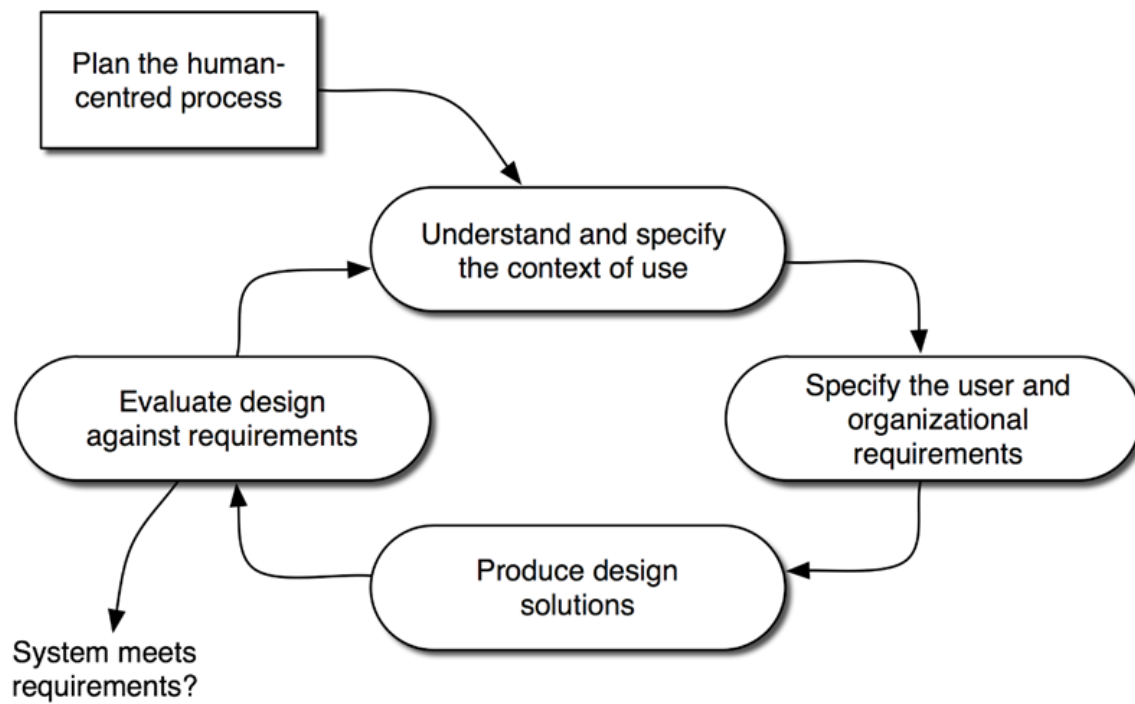 Plan the human-
centred process
Understand and specify
the context of use
Specify the user and
organizational
requirements
Produce design
solutions
Evaluate design
against requirements
System meets
requirements?